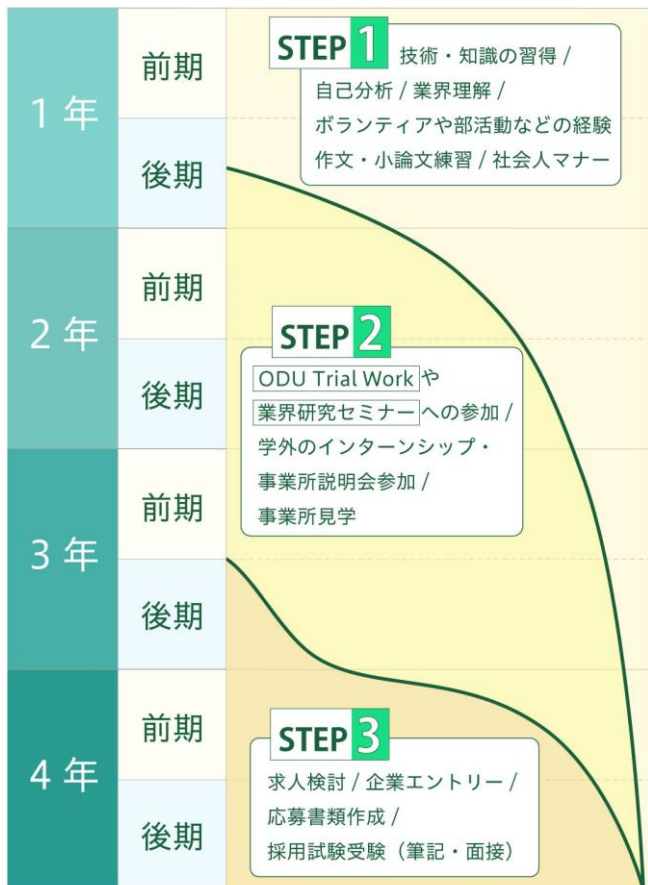 1年
前期
後期
STEP 1
技術・知識の習得 /
自己分析 / 業界理解 /
ボランティアや部活動などの経験
作文・小論文練習 / 社会人マナー
2年
前期
後期
STEP 2
ODU Trial Work や
業界研究セミナー への参加 /
学外のインターンシップ・
事業所説明会参加 /
事業所見学
3年
前期
後期
4年
前期
後期
STEP 3
求人検討 / 企業エントリー /
応募書類作成 /
採用試験受験(筆記・面接)